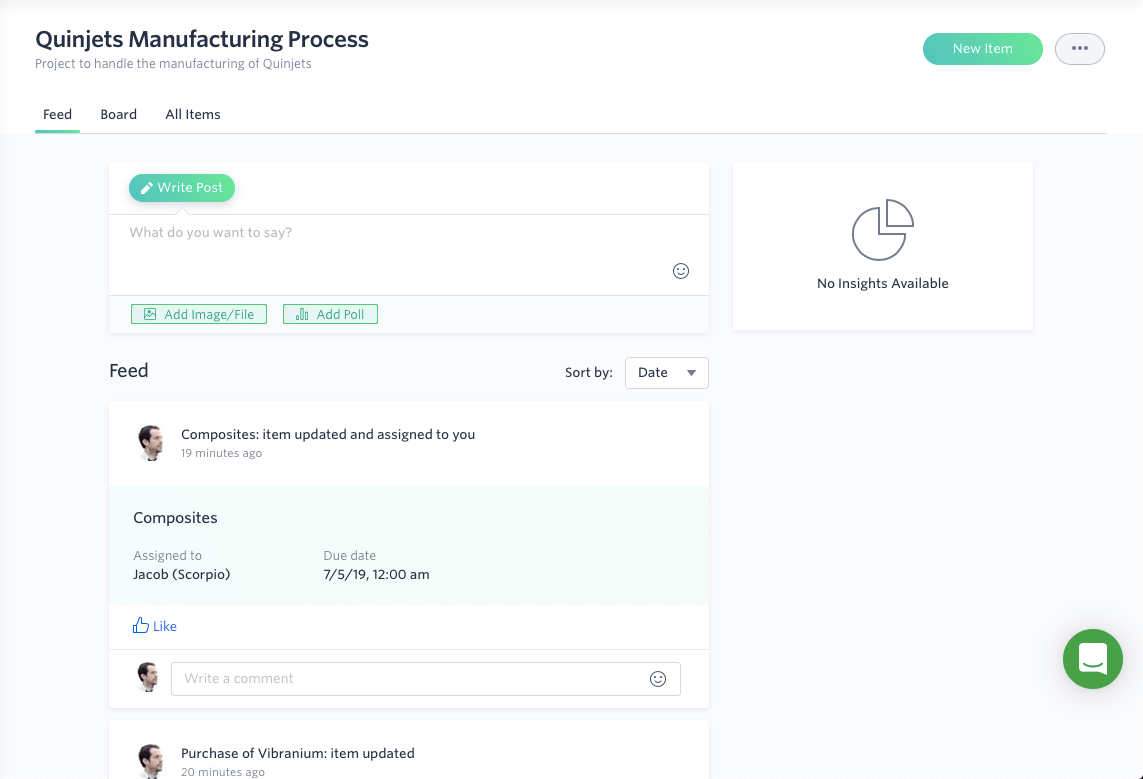 Quinjets Manufacturing Process
Project to handle the manufacturing of Quinjets
New Item
Feed
Board
All Items
Write Post
What do you want to say?
Add Image/File
Add Poll
No Insights Available
Feed
Sort by:
Date
Composites: item updated and assigned to you
19 minutes ago
Composites
Assigned to
Jacob (Scorpio)
Due date
7/5/19, 12:00 am
Like
Write a comment
Purchase of Vibranium: item updated
20 minutes ago